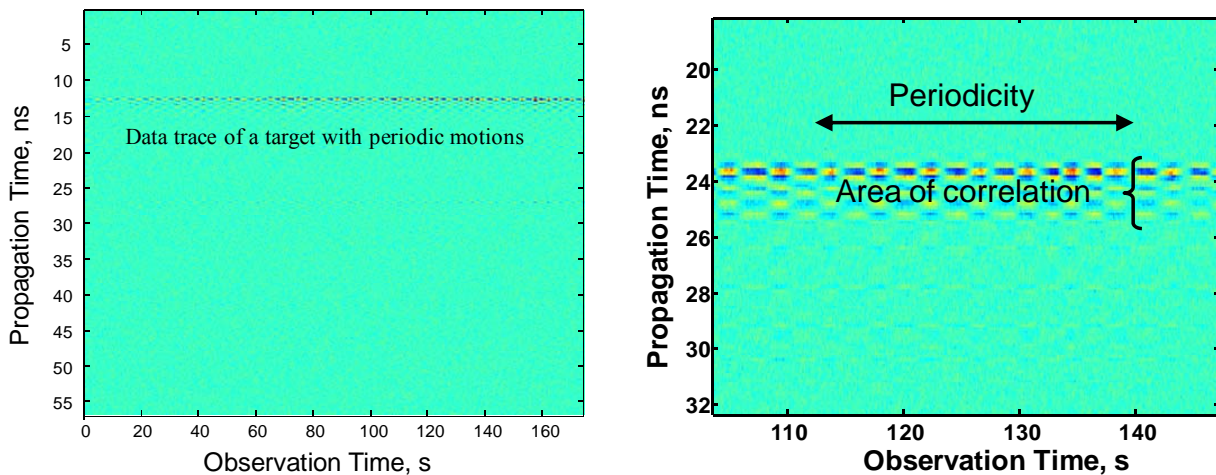 5
10
15
20
25
30
35
40
45
50
55
Propagation Time, ns
Data trace of a target with periodic motions
0 20 40 60 80 100 120 140 160
Observation Time, s
20
22
24
26
28
30
32
Propagation Time, ns
Periodicity
Area of correlation
110 120 130 140
Observation Time, s